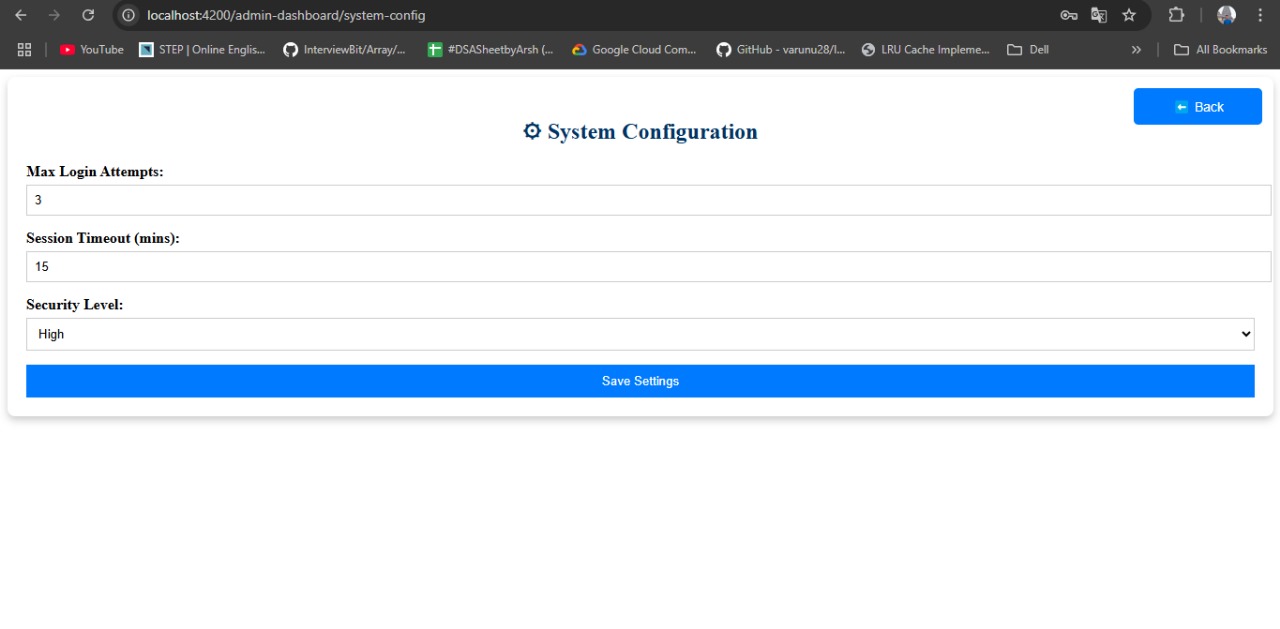 localhost:4200/admin-dashboard/system-config
YouTube STEP | Online Englis... InterviewBit/Array/... #DSASheetbyArsh (... Google Cloud Com... GitHub - varunu28/l... LRU Cache Impleme... Dell » All Bookmarks
Back
System Configuration
Max Login Attempts:
3
Session Timeout (mins):
15
Security Level:
High
Save Settings